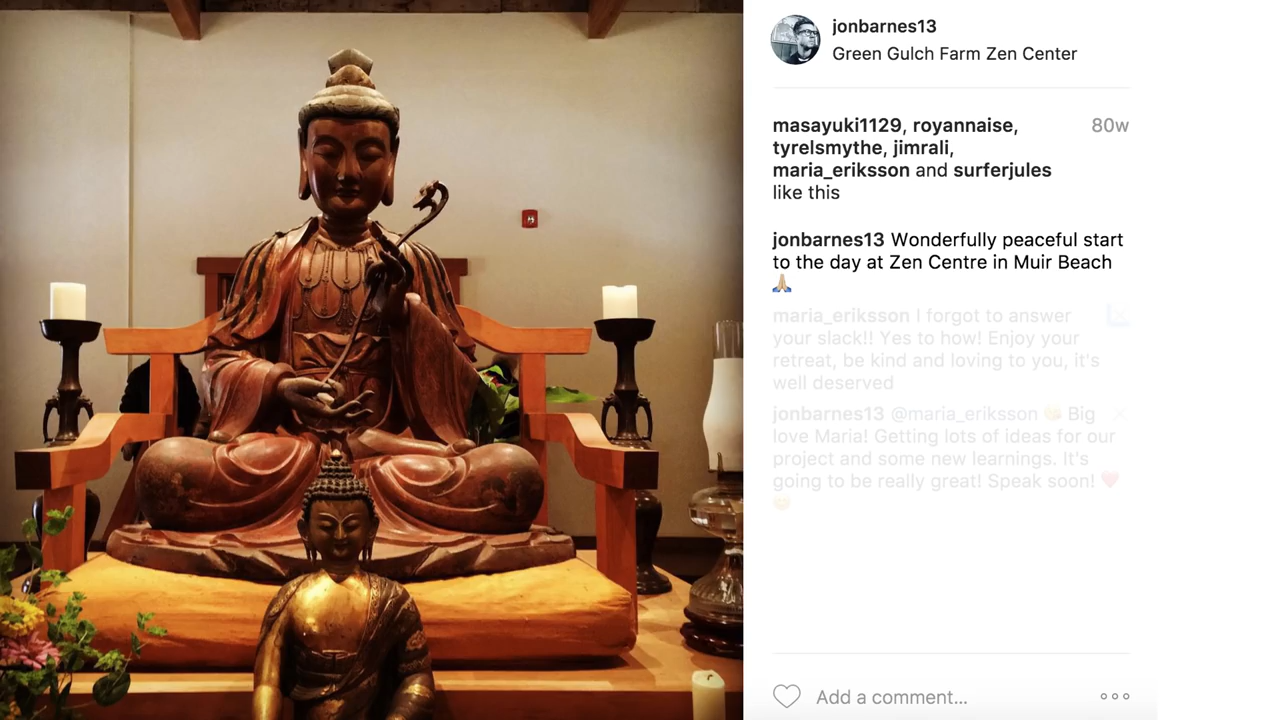 jonbarnes13
Green Gulch Farm Zen Center
masayuki1129, royannaise, 80w
tyrelsmythe, jimrali,
maria_eriksson and surferjules
like this
jonbarnes13 Wonderfully peaceful start
to the day at Zen Centre in Muir Beach
🙏🏼
maria_eriksson I forgot to answer
your slack!! Yes to how! Enjoy your
retreat, be kind and loving to you, it's
well deserved
jonbarnes13 @maria_eriksson 😘 Big
love Maria! Getting lots of ideas for our
project and some new learnings. It's
going to be really great! Speak soon! ❤️
😊
Add a comment...